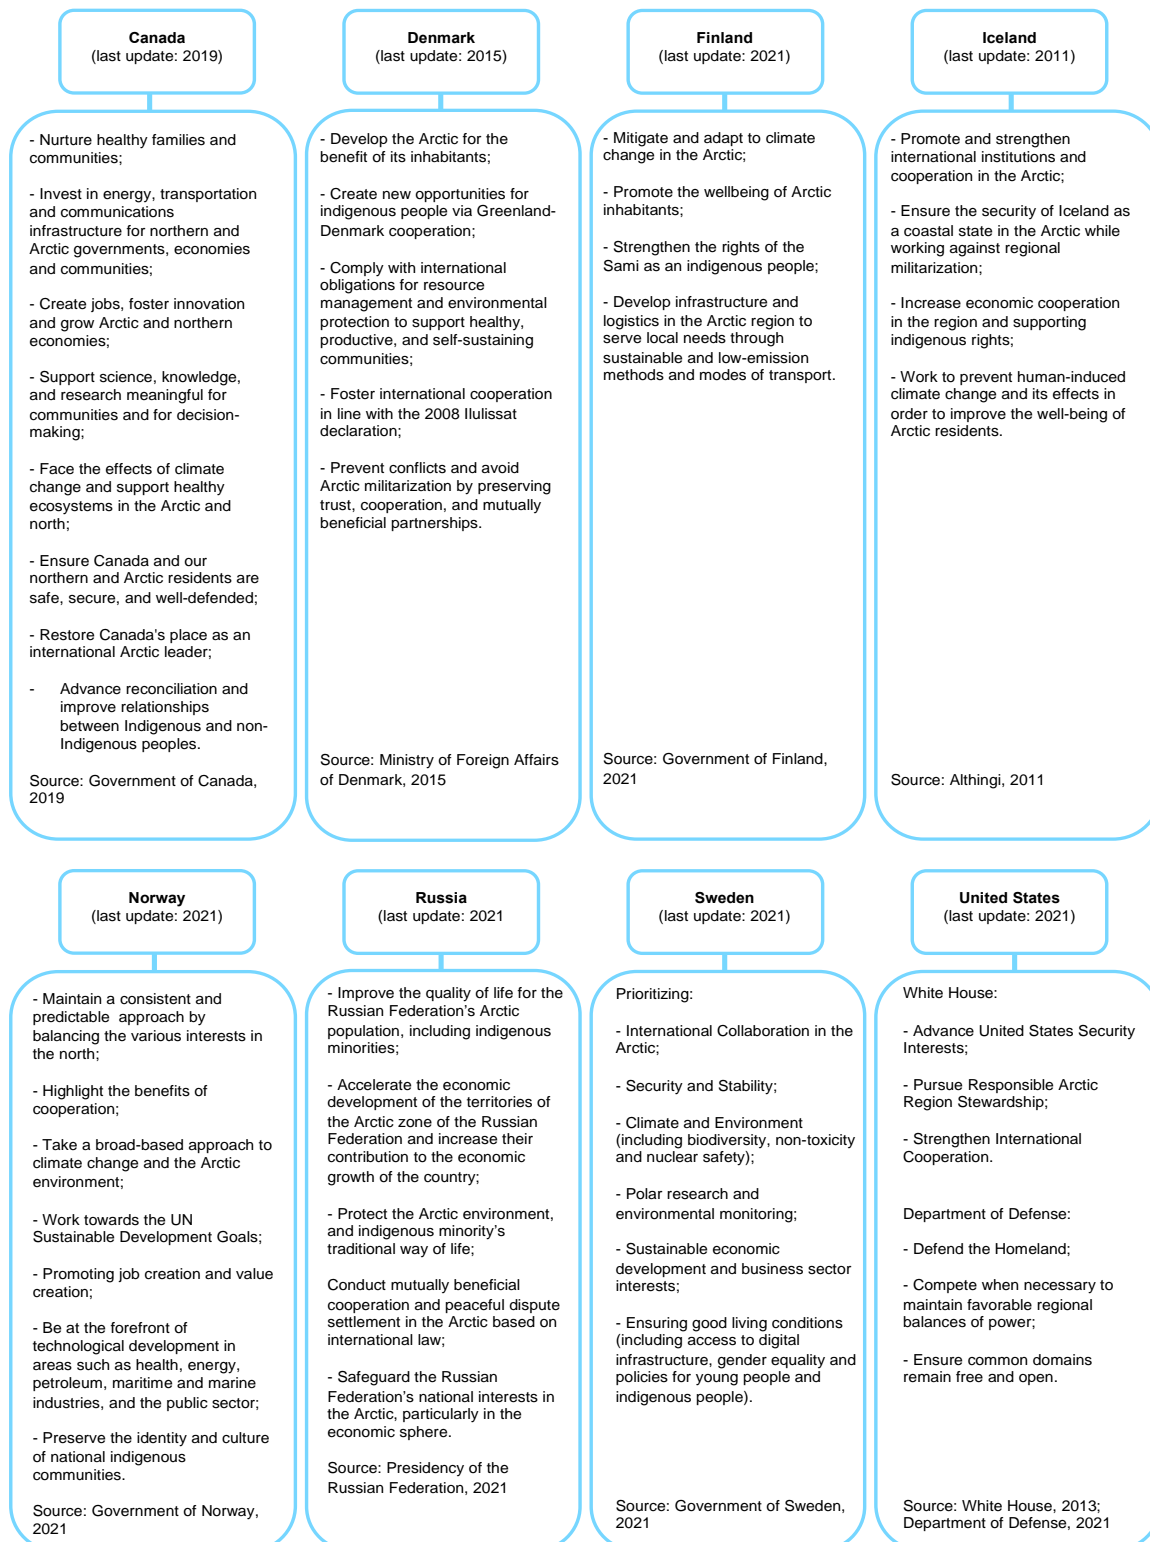 Canada
(last update: 2019)
- Nurture healthy families and
communities;
- Invest in energy, transportation
and communications
infrastructure for northern and
Arctic governments, economies
and communities;
- Create jobs, foster innovation
and grow Arctic and northern
economies;
- Support science, knowledge,
and research meaningful for
communities and for decision-
making;
- Face the effects of climate
change and support healthy
ecosystems in the Arctic and
north;
- Ensure Canada and our
northern and Arctic residents are
safe, secure, and well-defended;
- Restore Canada's place as an
international Arctic leader;
- Advance reconciliation and
improve relationships
between Indigenous and non-
Indigenous peoples.
Source: Government of Canada,
2019
Denmark
(last update: 2015)
- Develop the Arctic for the
benefit of its inhabitants;
- Create new opportunities for
indigenous people via Greenland-
Denmark cooperation;
- Comply with international
obligations for resource
management and environmental
protection to support healthy,
productive, and self-sustaining
communities;
- Foster international cooperation
in line with the 2008 Ilulissat
declaration;
- Prevent conflicts and avoid
Arctic militarization by preserving
trust, cooperation, and mutually
beneficial partnerships.
Source: Ministry of Foreign Affairs
of Denmark, 2015
Finland
(last update: 2021)
- Mitigate and adapt to climate
change in the Arctic;
- Promote the wellbeing of Arctic
inhabitants;
- Strengthen the rights of the
Sami as an indigenous people;
- Develop infrastructure and
logistics in the Arctic region to
serve local needs through
sustainable and low-emission
methods and modes of transport.
Source: Government of Finland,
2021
Iceland
(last update: 2011)
- Promote and strengthen
international institutions and
cooperation in the Arctic;
- Ensure the security of Iceland as
a coastal state in the Arctic while
working against regional
militarization;
- Increase economic cooperation
in the region and supporting
indigenous rights;
- Work to prevent human-induced
climate change and its effects in
order to improve the well-being of
Arctic residents.
Source: Althingi, 2011
Norway
(last update: 2021)
- Maintain a consistent and
predictable  approach by
balancing the various interests in
the north;
- Highlight the benefits of
cooperation;
- Take a broad-based approach to
climate change and the Arctic
environment;
- Work towards the UN
Sustainable Development Goals;
- Promoting job creation and value
creation;
- Be at the forefront of
technological development in
areas such as health, energy,
petroleum, maritime and marine
industries, and the public sector;
- Preserve the identity and culture
of national indigenous
communities.
Source: Government of Norway,
2021
Russia
(last update: 2021
- Improve the quality of life for the
Russian Federation's Arctic
population, including indigenous
minorities;
- Accelerate the economic
development of the territories of
the Arctic zone of the Russian
Federation and increase their
contribution to the economic
growth of the country;
- Protect the Arctic environment,
and indigenous minority's
traditional way of life;
Conduct mutually beneficial
cooperation and peaceful dispute
settlement in the Arctic based on
international law;
- Safeguard the Russian
Federation's national interests in
the Arctic, particularly in the
economic sphere.
Source: Presidency of the
Russian Federation, 2021
Sweden
(last update: 2021)
Prioritizing:
- International Collaboration in the
Arctic;
- Security and Stability;
- Climate and Environment
(including biodiversity, non-toxicity
and nuclear safety);
- Polar research and
environmental monitoring;
- Sustainable economic
development and business sector
interests;
- Ensuring good living conditions
(including access to digital
infrastructure, gender equality and
policies for young people and
indigenous people).
Source: Government of Sweden,
2021
United States
(last update: 2021)
White House:
- Advance United States Security
Interests;
- Pursue Responsible Arctic
Region Stewardship;
- Strengthen International
Cooperation.
Department of Defense:
- Defend the Homeland;
- Compete when necessary to
maintain favorable regional
balances of power;
- Ensure common domains
remain free and open.
Source: White House, 2013;
Department of Defense, 2021